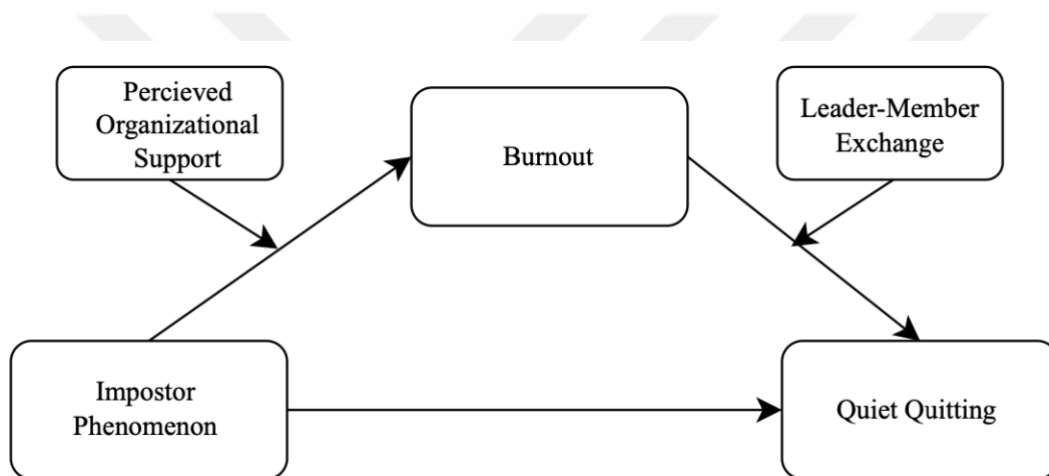 Percieved
Organizational
Support
Burnout
Leader-Member
Exchange
Impostor
Phenomenon
Quiet Quitting